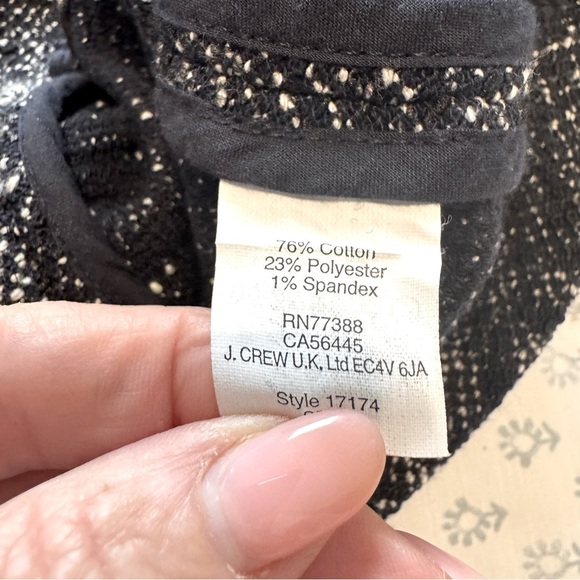 76% Cotton
23% Polyester
1% Spandex
RN77388
CA56445
J. CREW U.K, Ltd EC4V 6JA
Style 17174